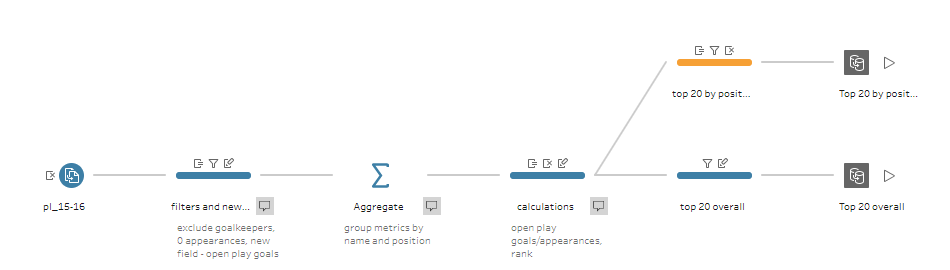 top 20 by posit...
Top 20 by posit...
pl_15-16
filters and new...
Aggregate
calculations
top 20 overall
Top 20 overall
exclude goalkeepers,
0 appearances, new
field - open play goals
group metrics by
name and position
open play
goals/appearances,
rank